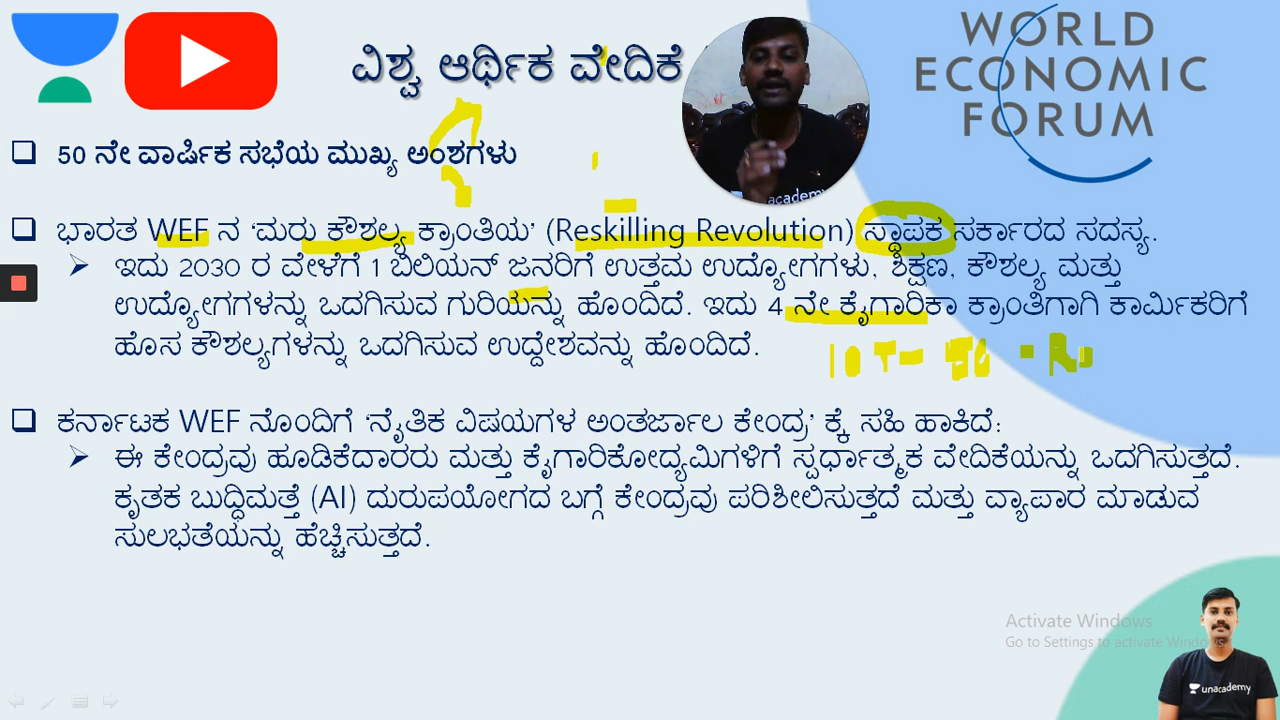 ವಿಶ್ವ ಆರ್ಥಿಕ ವೇದಿಕೆ
WORLD
ECONOMIC
FORUM
50 ನೇ ವಾರ್ಷಿಕ ಸಭೆಯ ಮುಖ್ಯ ಅಂಶಗಳು
ಭಾರತ WEF ನ ‘ಮರು ಕೌಶಲ್ಯ ಕ್ರಾಂತಿಯ’ (Reskilling Revolution) ಸ್ಥಾಪಕ ಸರ್ಕಾರದ ಸದಸ್ಯ.
ಇದು 2030 ರ ವೇಳೆಗೆ 1 ಬಿಲಿಯನ್ ಜನರಿಗೆ ಉತ್ತಮ ಉದ್ಯೋಗಗಳು, ಶಿಕ್ಷಣ, ಕೌಶಲ್ಯ ಮತ್ತು
ಉದ್ಯೋಗಗಳನ್ನು ಒದಗಿಸುವ ಗುರಿಯನ್ನು ಹೊಂದಿದೆ. ಇದು 4 ನೇ ಕೈಗಾರಿಕಾ ಕ್ರಾಂತಿಗಾಗಿ ಕಾರ್ಮಿಕರಿಗೆ
ಹೊಸ ಕೌಶಲ್ಯಗಳನ್ನು ಒದಗಿಸುವ ಉದ್ದೇಶವನ್ನು ಹೊಂದಿದೆ.
ಕರ್ನಾಟಕ WEF ನೊಂದಿಗೆ ‘ನೈತಿಕ ವಿಷಯಗಳ ಅಂತರ್ಜಾಲ ಕೇಂದ್ರ’ ಕ್ಕೆ ಸಹಿ ಹಾಕಿದೆ:
ಈ ಕೇಂದ್ರವು ಹೂಡಿಕೆದಾರರು ಮತ್ತು ಕೈಗಾರಿಕೋದ್ಯಮಿಗಳಿಗೆ ಸ್ಪರ್ಧಾತ್ಮಕ ವೇದಿಕೆಯನ್ನು ಒದಗಿಸುತ್ತದೆ.
ಕೃತಕ ಬುದ್ಧಿಮತ್ತೆ (AI) ದುರುಪಯೋಗದ ಬಗ್ಗೆ ಕೇಂದ್ರವು ಪರಿಶೀಲಿಸುತ್ತದೆ ಮತ್ತು ವ್ಯಾಪಾರ ಮಾಡುವ
ಸುಲಭತೆಯನ್ನು ಹೆಚ್ಚಿಸುತ್ತದೆ.
Activate Windows
Go to Settings to activate Windows.
unacademy